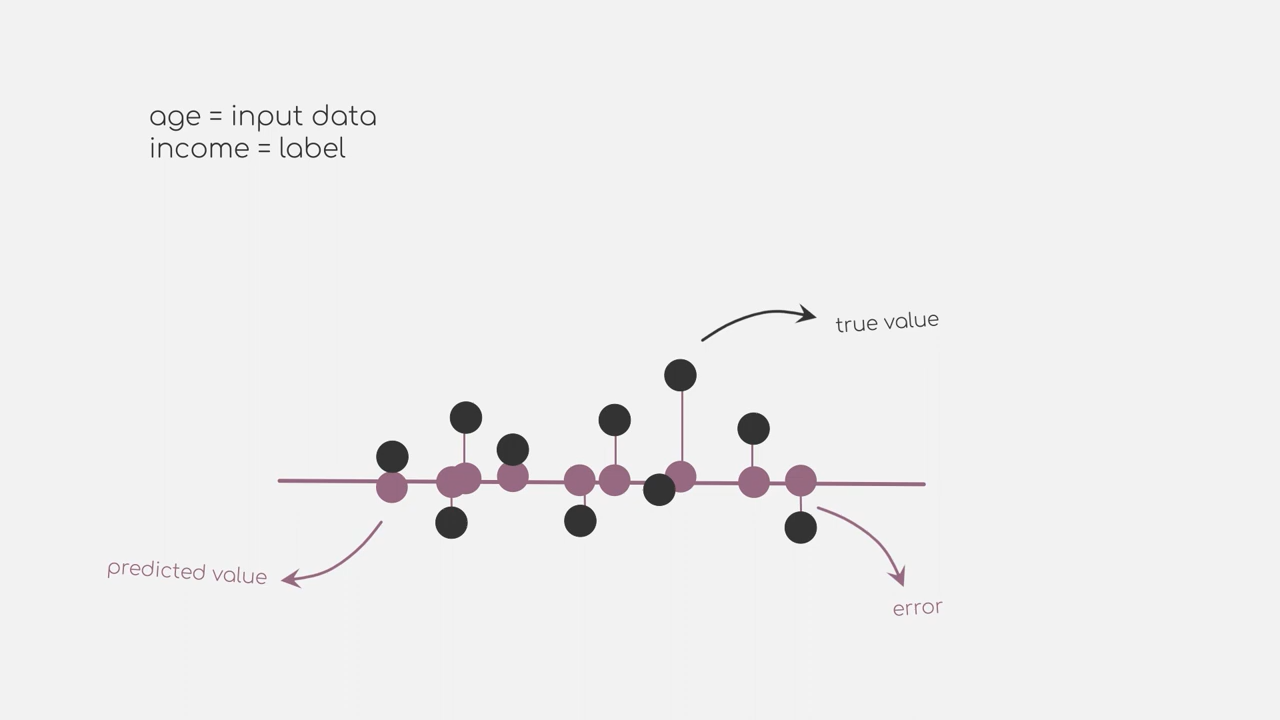 age = input data
income = label
true value
predicted value
error